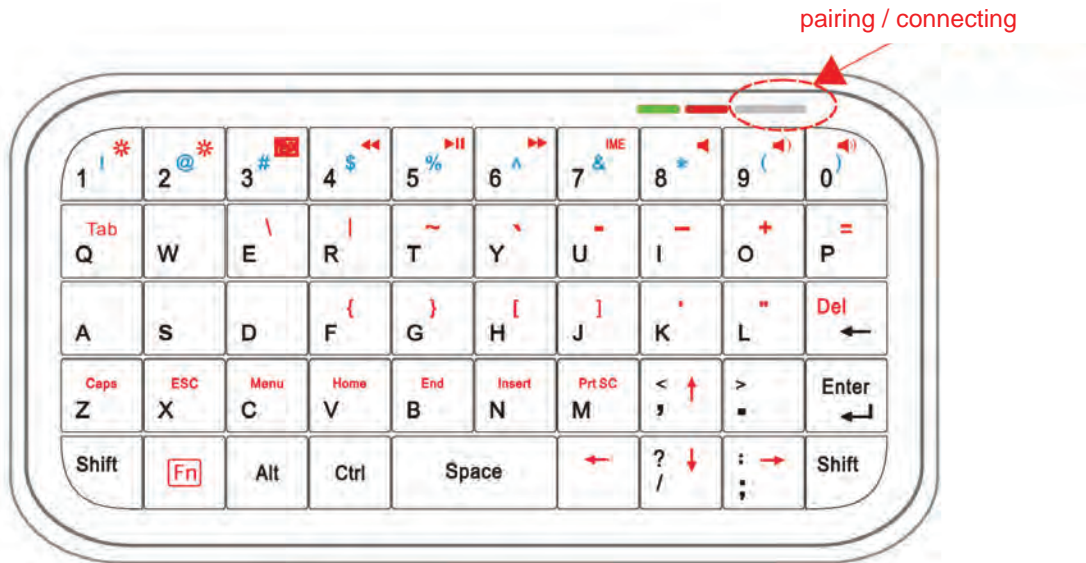 pairing / connecting
! @ # $ % ^ IME & * ( )
1 2 3 4 5 6 7 8 9 0
Tab \ | ~ ` - — + =
Q W E R T Y U I O P
{ } [ ] ' " Del
A S D F G H J K L ←
Caps ESC Menu Home End Insert Prt SC < ↑ > Enter
Z X C V B N M , . ↵
Shift Fn Alt Ctrl Space ← ? ↓ : → Shift
/ ;